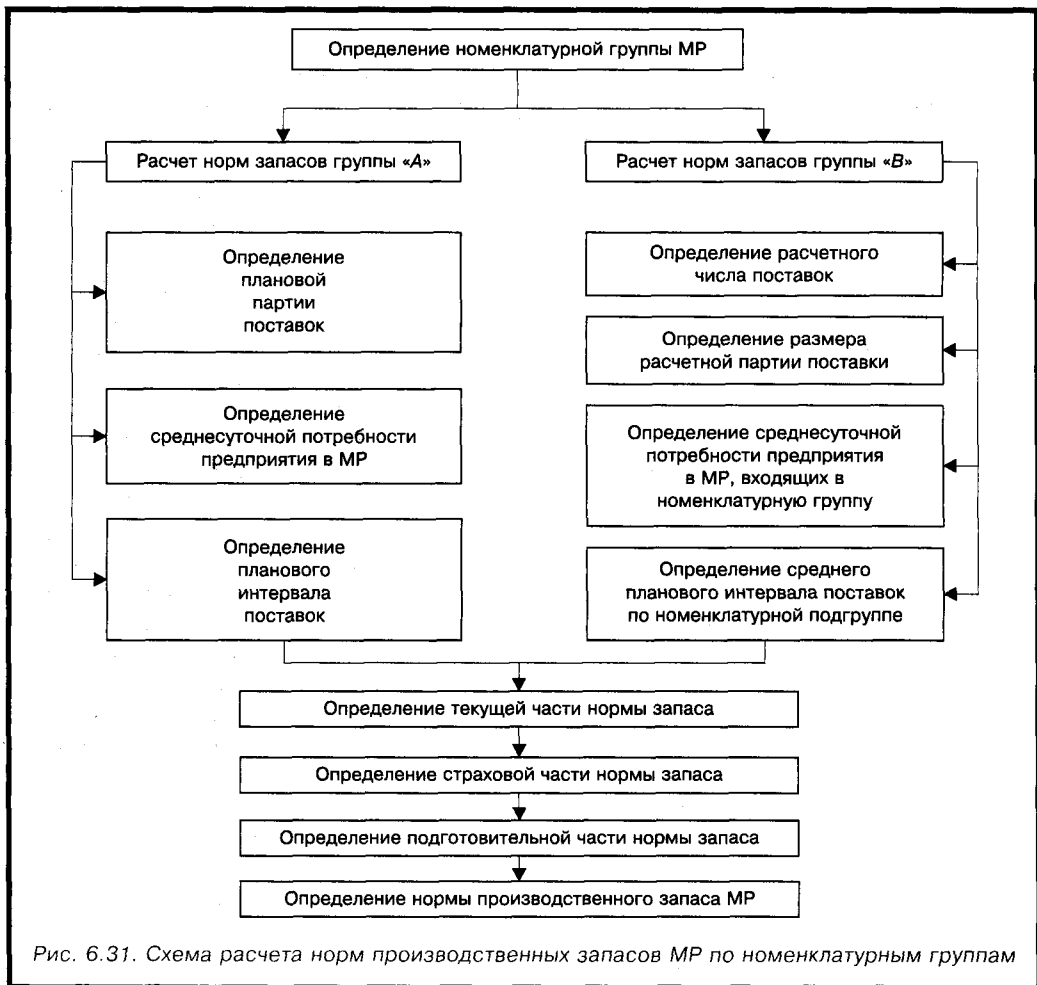 Определение номенклатурной группы МР
Расчет норм запасов группы «А»
Расчет норм запасов группы «В»
Определение
плановой
партии
поставок
Определение
среднесуточной потребности
предприятия в МР
Определение
планового
интервала
поставок
Определение расчетного
числа поставок
Определение размера
расчетной партии поставки
Определение среднесуточной
потребности предприятия
в МР, входящих в
номенклатурную группу
Определение среднего
планового интервала поставок
по номенклатурной подгруппе
Определение текущей части нормы запаса
Определение страховой части нормы запаса
Определение подготовительной части нормы запаса
Определение нормы производственного запаса МР
Рис. 6.31. Схема расчета норм производственных запасов МР по номенклатурным группам